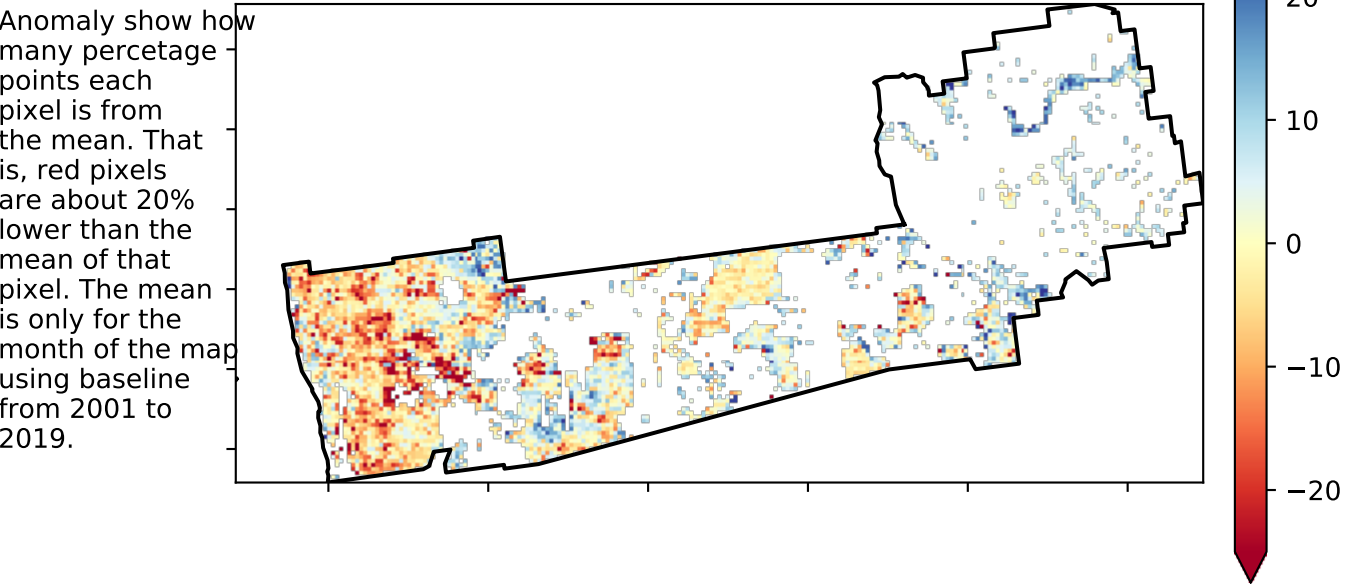 Anomaly show how
many percetage
points each
pixel is from
the mean. That
is, red pixels
are about 20%
lower than the
mean of that
pixel. The mean
is only for the
month of the map
using baseline
from 2001 to
2019.
20
10
0
−10
−20